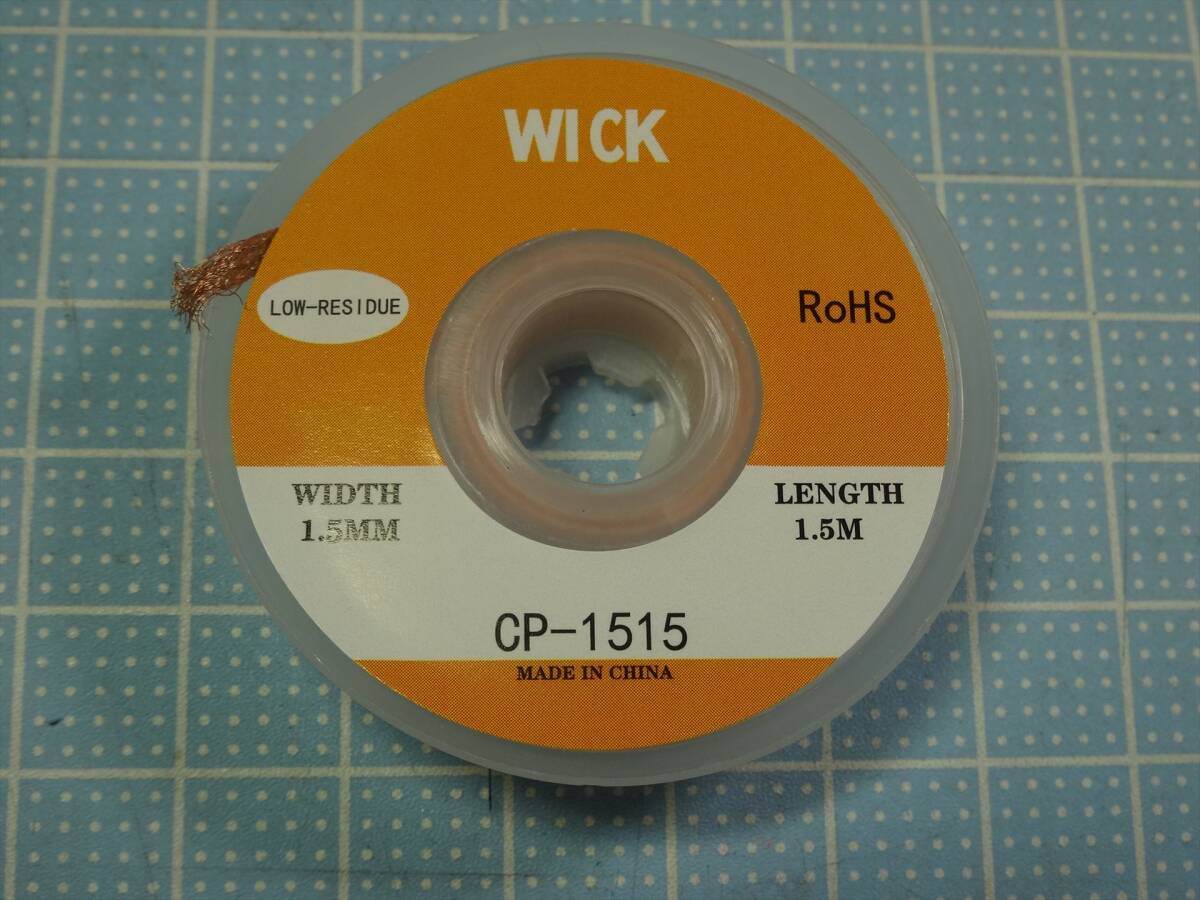 WICK
LOW-RESIDUE
RoHS
WIDTH
1.5MM
LENGTH
1.5M
CP-1515
MADE IN CHINA